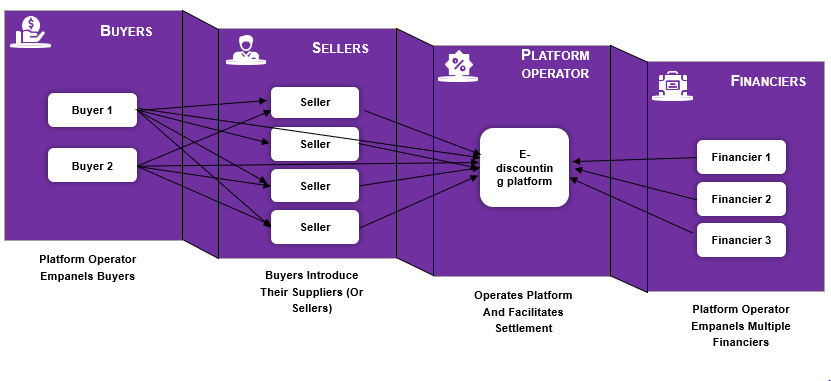 BUYERS
Buyer 1
Buyer 2
Platform Operator
Empanels Buyers
SELLERS
Seller
Seller
Seller
Seller
Buyers Introduce
Their Suppliers (Or
Sellers)
PLATFORM
OPERATOR
%
E-
discountin
g platform
Operates Platform
And Facilitates
Settlement
FINANCIERS
Financier 1
Financier 2
Financier 3
Platform Operator
Empanels Multiple
Financiers